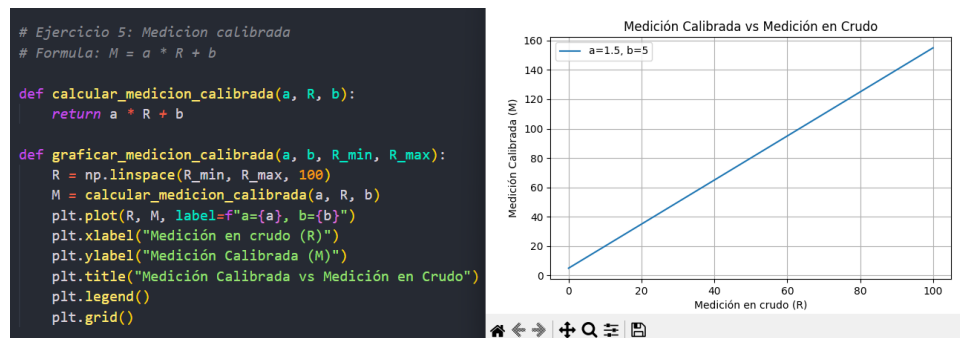 # Ejercicio 5: Medicion calibrada
# Formula: M = a * R + b
def calcular_medicion_calibrada(a, R, b):
    return a * R + b
def graficar_medicion_calibrada(a, b, R_min, R_max):
    R = np.linspace(R_min, R_max, 100)
    M = calcular_medicion_calibrada(a, R, b)
    plt.plot(R, M, label=f"a={a}, b={b}")
    plt.xlabel("Medición en crudo (R)")
    plt.ylabel("Medición Calibrada (M)")
    plt.title("Medición Calibrada vs Medición en Crudo")
    plt.legend()
    plt.grid()
Medición Calibrada vs Medición en Crudo
a=1.5, b=5
Medición Calibrada (M)
160
140
120
100
80
60
40
20
0
0 20 40 60 80 100
Medición en crudo (R)